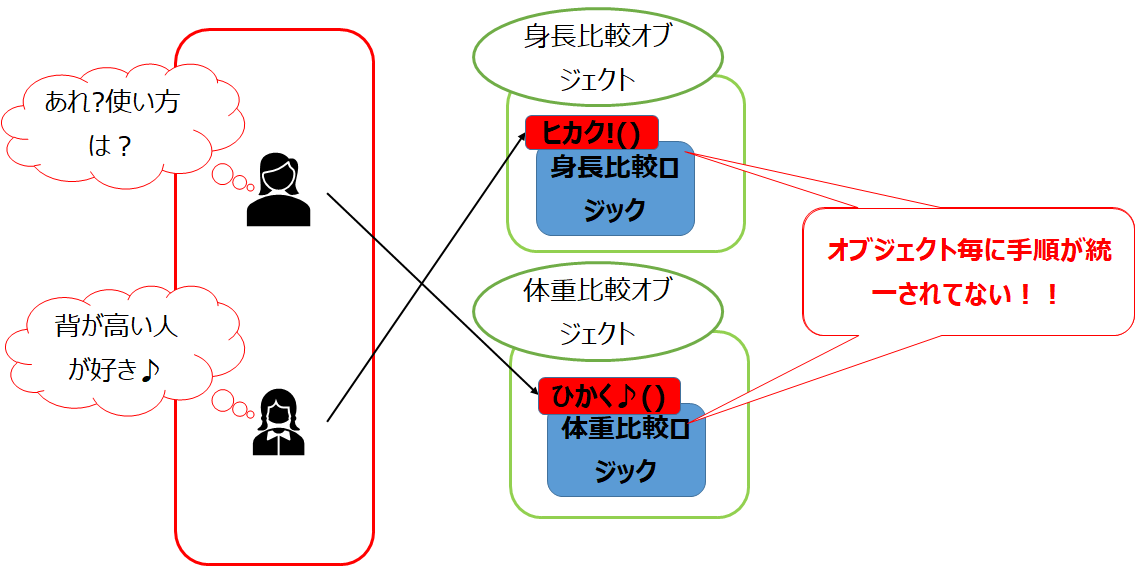 あれ?使い方
は？
背が高い人
が好き♪
身長比較オブ
ジェクト
ヒカク!()
身長比較ロ
ジック
体重比較オブ
ジェクト
ひかく♪()
体重比較ロ
ジック
オブジェクト毎に手順が統
一されてない！！